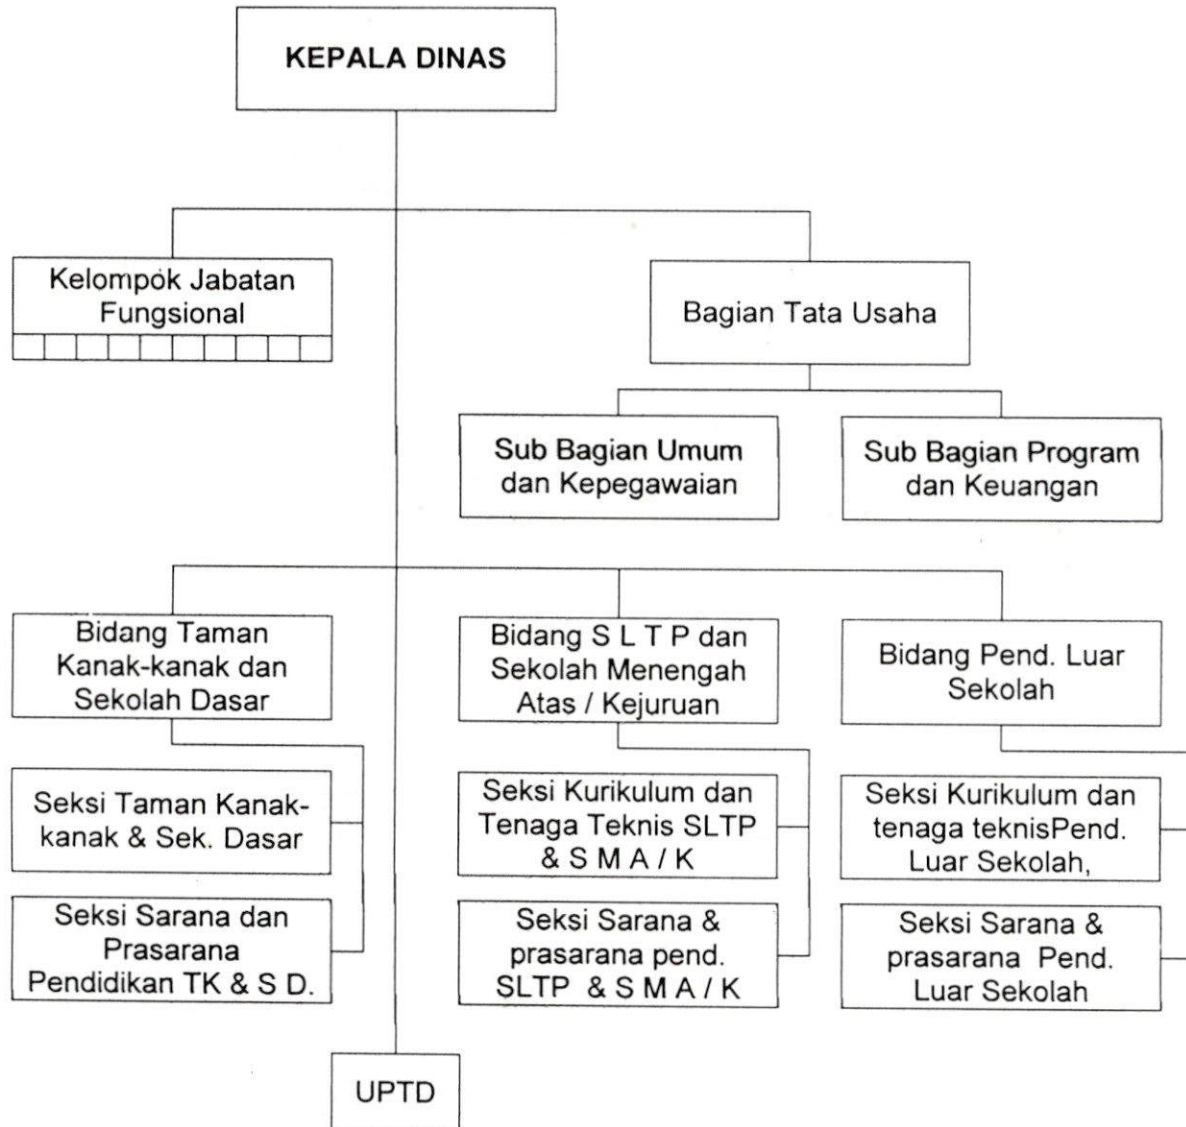 KEPALA DINAS
Kelompok Jabatan
Fungsional
Bagian Tata Usaha
Sub Bagian Umum
dan Kepegawaian
Sub Bagian Program
dan Keuangan
Bidang Taman
Kanak-kanak dan
Sekolah Dasar
Bidang S L T P dan
Sekolah Menengah
Atas / Kejuruan
Bidang Pend. Luar
Sekolah
Seksi Taman Kanak-
kanak & Sek. Dasar
Seksi Kurikulum dan
Tenaga Teknis SLTP
& S M A / K
Seksi Kurikulum dan
tenaga teknisPend.
Luar Sekolah,
Seksi Sarana dan
Prasarana
Pendidikan TK & S D.
Seksi Sarana &
prasarana pend.
SLTP & S M A / K
Seksi Sarana &
prasarana Pend.
Luar Sekolah
UPTD